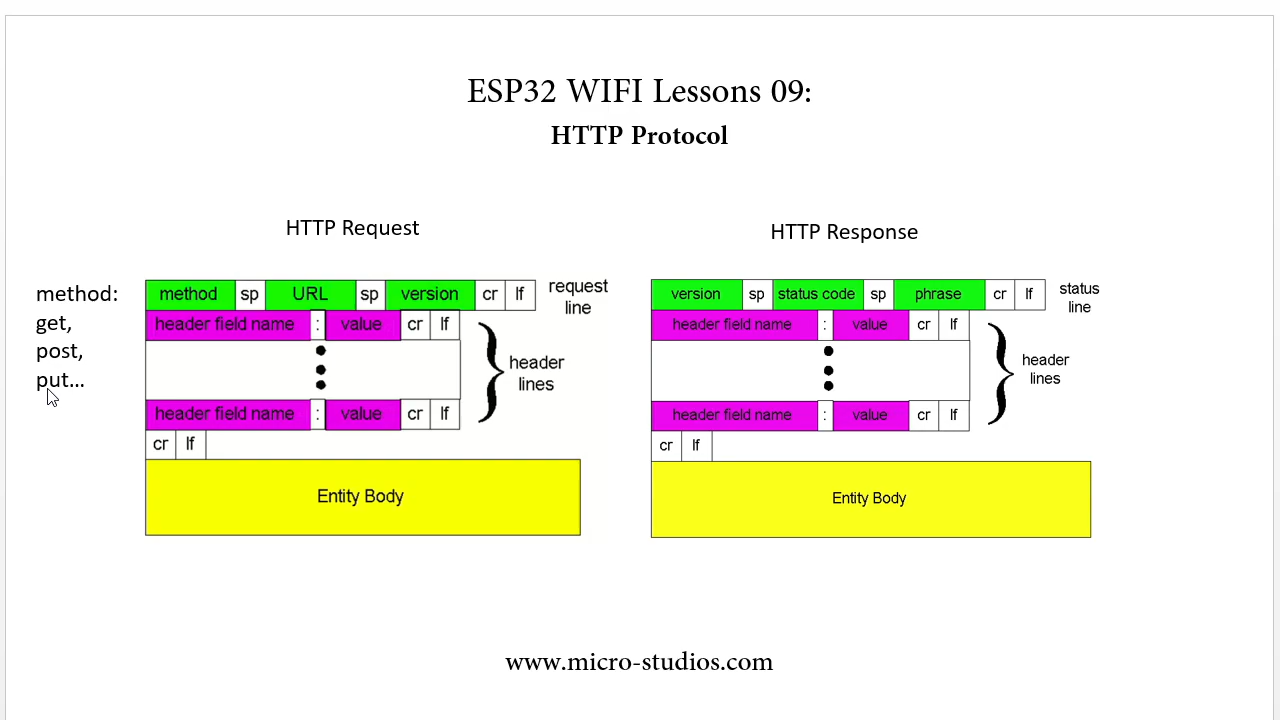 ESP32 WIFI Lessons 09:
HTTP Protocol
HTTP Request
method:
get,
post,
put...
method sp URL sp version cr lf
request
line
header field name : value cr lf
header
lines
header field name : value cr lf
cr lf
Entity Body
HTTP Response
version sp status code sp phrase cr lf
status
line
header field name : value cr lf
header
lines
header field name : value cr lf
cr lf
Entity Body
www.micro-studios.com